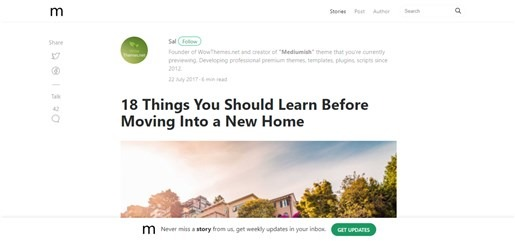 m
Stories Post Author Search
Share
Sal Follow
Founder of WowThemes.net and creator of "Mediumish" theme that you're currently
previewing. Developing professional premium themes, templates, plugins, scripts since
2012.
22 July 2017 · 6 min read
Talk
42
18 Things You Should Learn Before
Moving Into a New Home
m Never miss a story from us, get weekly updates in your inbox. GET UPDATES